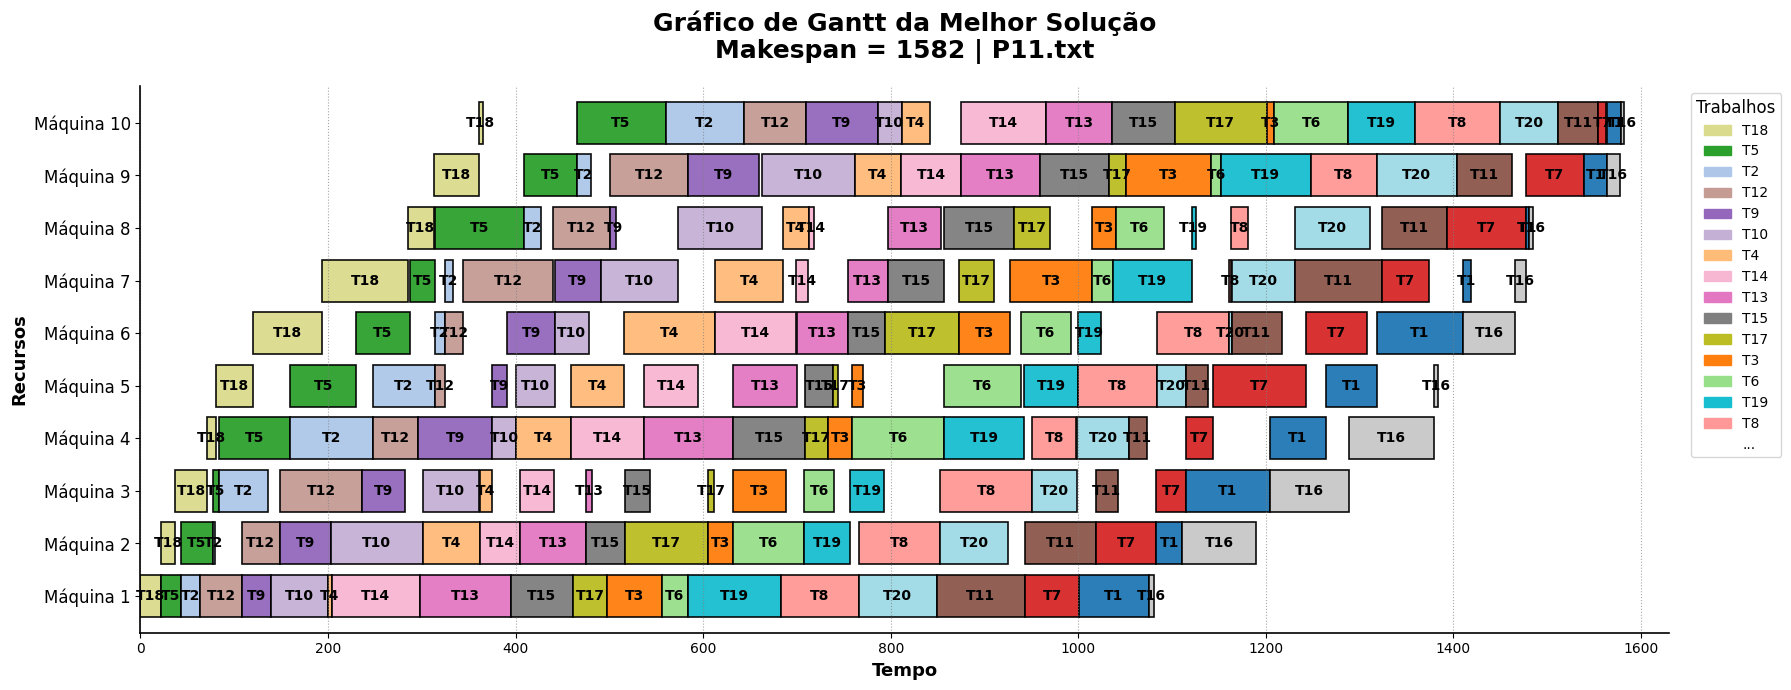 Gráfico de Gantt da Melhor Solução
Makespan = 1582 | P11.txt
Recursos
Máquina 10 T18 T5 T2 T12 T9 T10 T4 T14 T13 T15 T17 T3 T6 T19 T8 T20 T11 T7 T1 T16
Máquina 9 T18 T5 T2 T12 T9 T10 T4 T14 T13 T15 T17 T3 T6 T19 T8 T20 T11 T7 T1 T16
Máquina 8 T18 T5 T2 T12 T9 T10 T4 T14 T13 T15 T17 T3 T6 T19 T8 T20 T11 T7 T1 T16
Máquina 7 T18 T5 T2 T12 T9 T10 T4 T14 T13 T15 T17 T3 T6 T19 T8 T20 T11 T7 T1 T16
Máquina 6 T18 T5 T2 T12 T9 T10 T4 T14 T13 T15 T17 T3 T6 T19 T8 T20 T11 T7 T1 T16
Máquina 5 T18 T5 T2 T12 T9 T10 T4 T14 T13 T15 T17 T3 T6 T19 T8 T20 T11 T7 T1 T16
Máquina 4 T18 T5 T2 T12 T9 T10 T4 T14 T13 T15 T17 T3 T6 T19 T8 T20 T11 T7 T1 T16
Máquina 3 T18 T5 T2 T12 T9 T10 T4 T14 T13 T15 T17 T3 T6 T19 T8 T20 T11 T7 T1 T16
Máquina 2 T18 T5 T2 T12 T9 T10 T4 T14 T13 T15 T17 T3 T6 T19 T8 T20 T11 T7 T1 T16
Máquina 1 T18 T5 T2 T12 T9 T10 T4 T14 T13 T15 T17 T3 T6 T19 T8 T20 T11 T7 T1 T16
0 200 400 600 800 1000 1200 1400 1600
Tempo
Trabalhos
T18
T5
T2
T12
T9
T10
T4
T14
T13
T15
T17
T3
T6
T19
T8
...